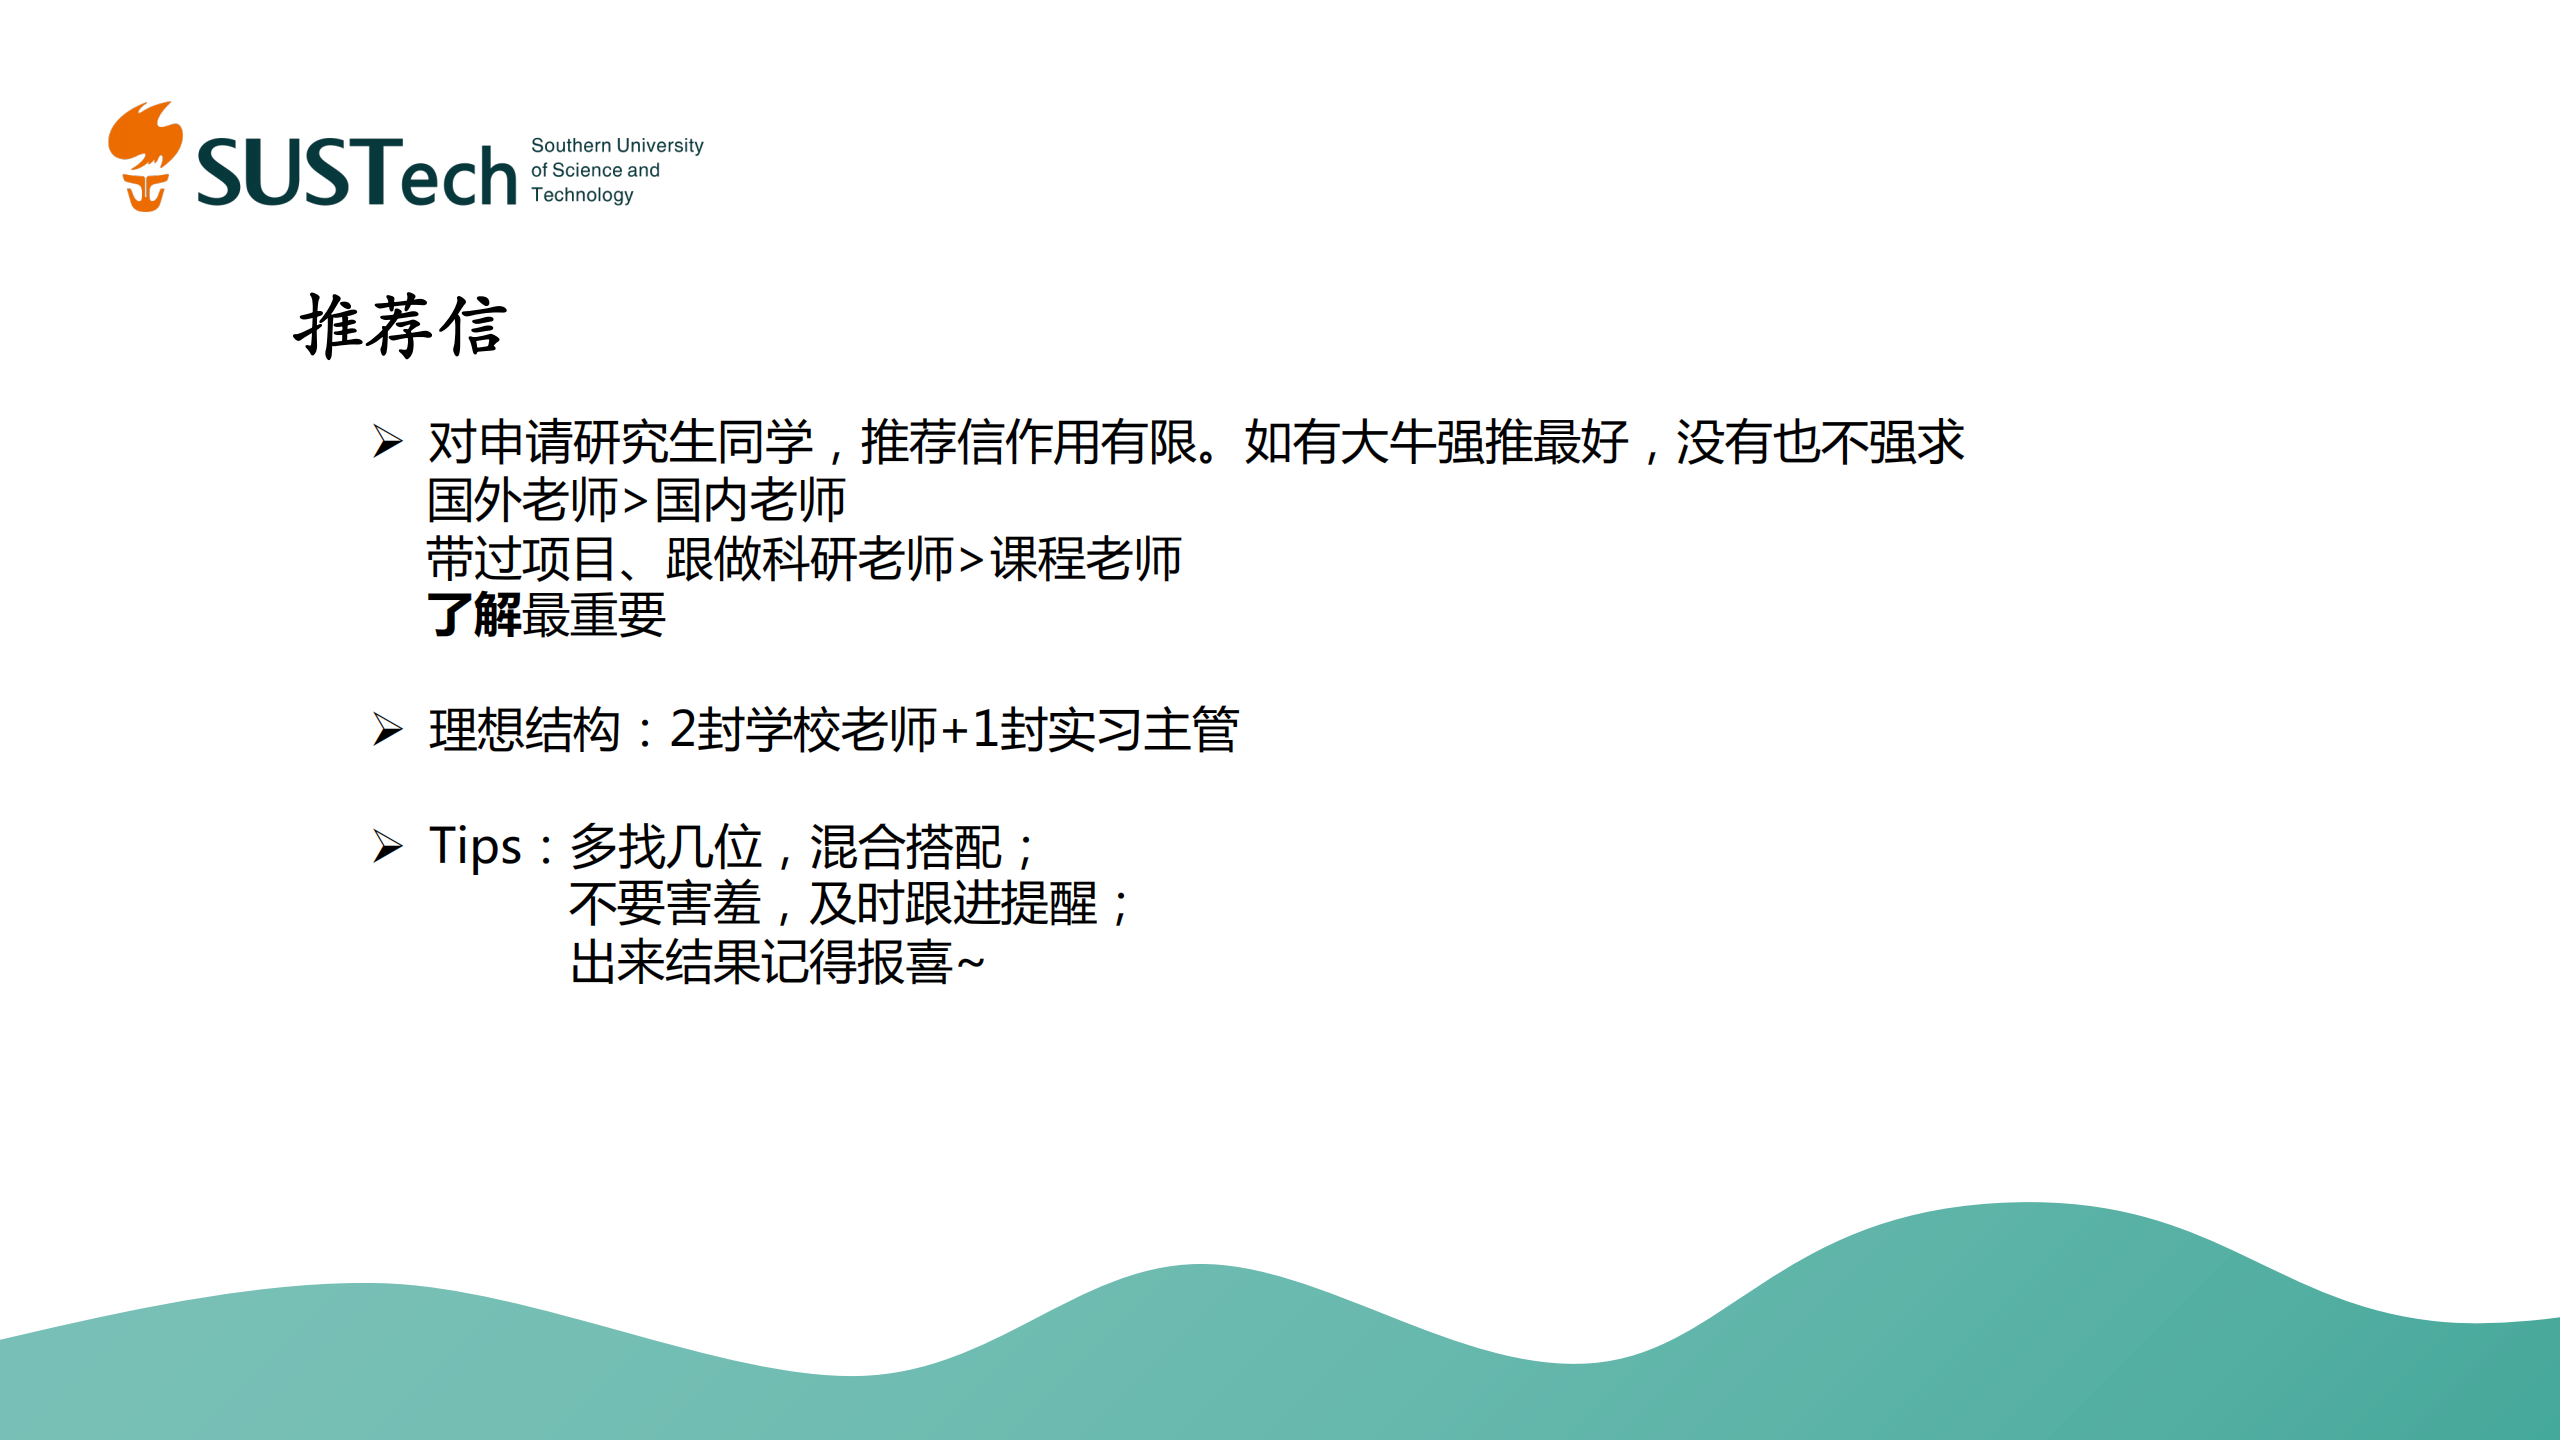 SUSTech
Southern University
of Science and
Technology
推荐信
➢ 对申请研究生同学，推荐信作用有限。如有大牛强推最好，没有也不强求
国外老师>国内老师
带过项目、跟做科研老师>课程老师
了解最重要
➢ 理想结构：2封学校老师+1封实习主管
➢ Tips：多找几位，混合搭配；
不要害羞，及时跟进提醒；
出来结果记得报喜~